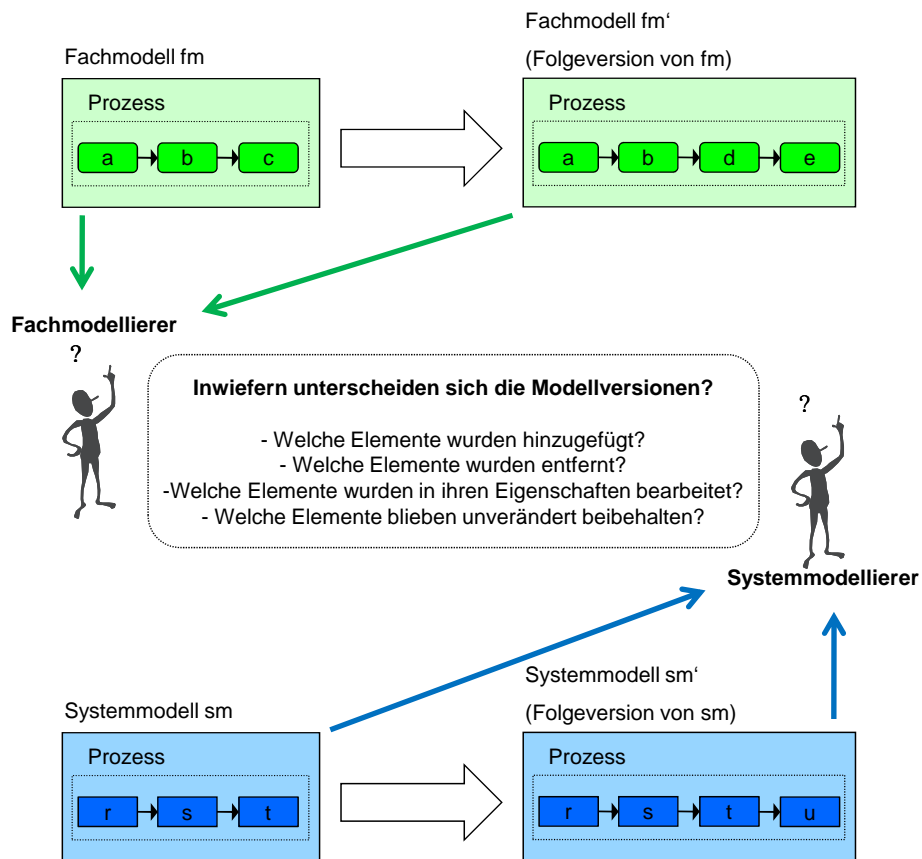 Fachmodell fm
Fachmodell fm‘
(Folgeversion von fm)
Prozess
a b c
Prozess
a b d e
Fachmodellierer
?
Inwiefern unterscheiden sich die Modellversionen?
- Welche Elemente wurden hinzugefügt?
- Welche Elemente wurden entfernt?
-Welche Elemente wurden in ihren Eigenschaften bearbeitet?
- Welche Elemente blieben unverändert beibehalten?
?
Systemmodellierer
Systemmodell sm
Systemmodell sm‘
(Folgeversion von sm)
Prozess
r s t
Prozess
r s t u